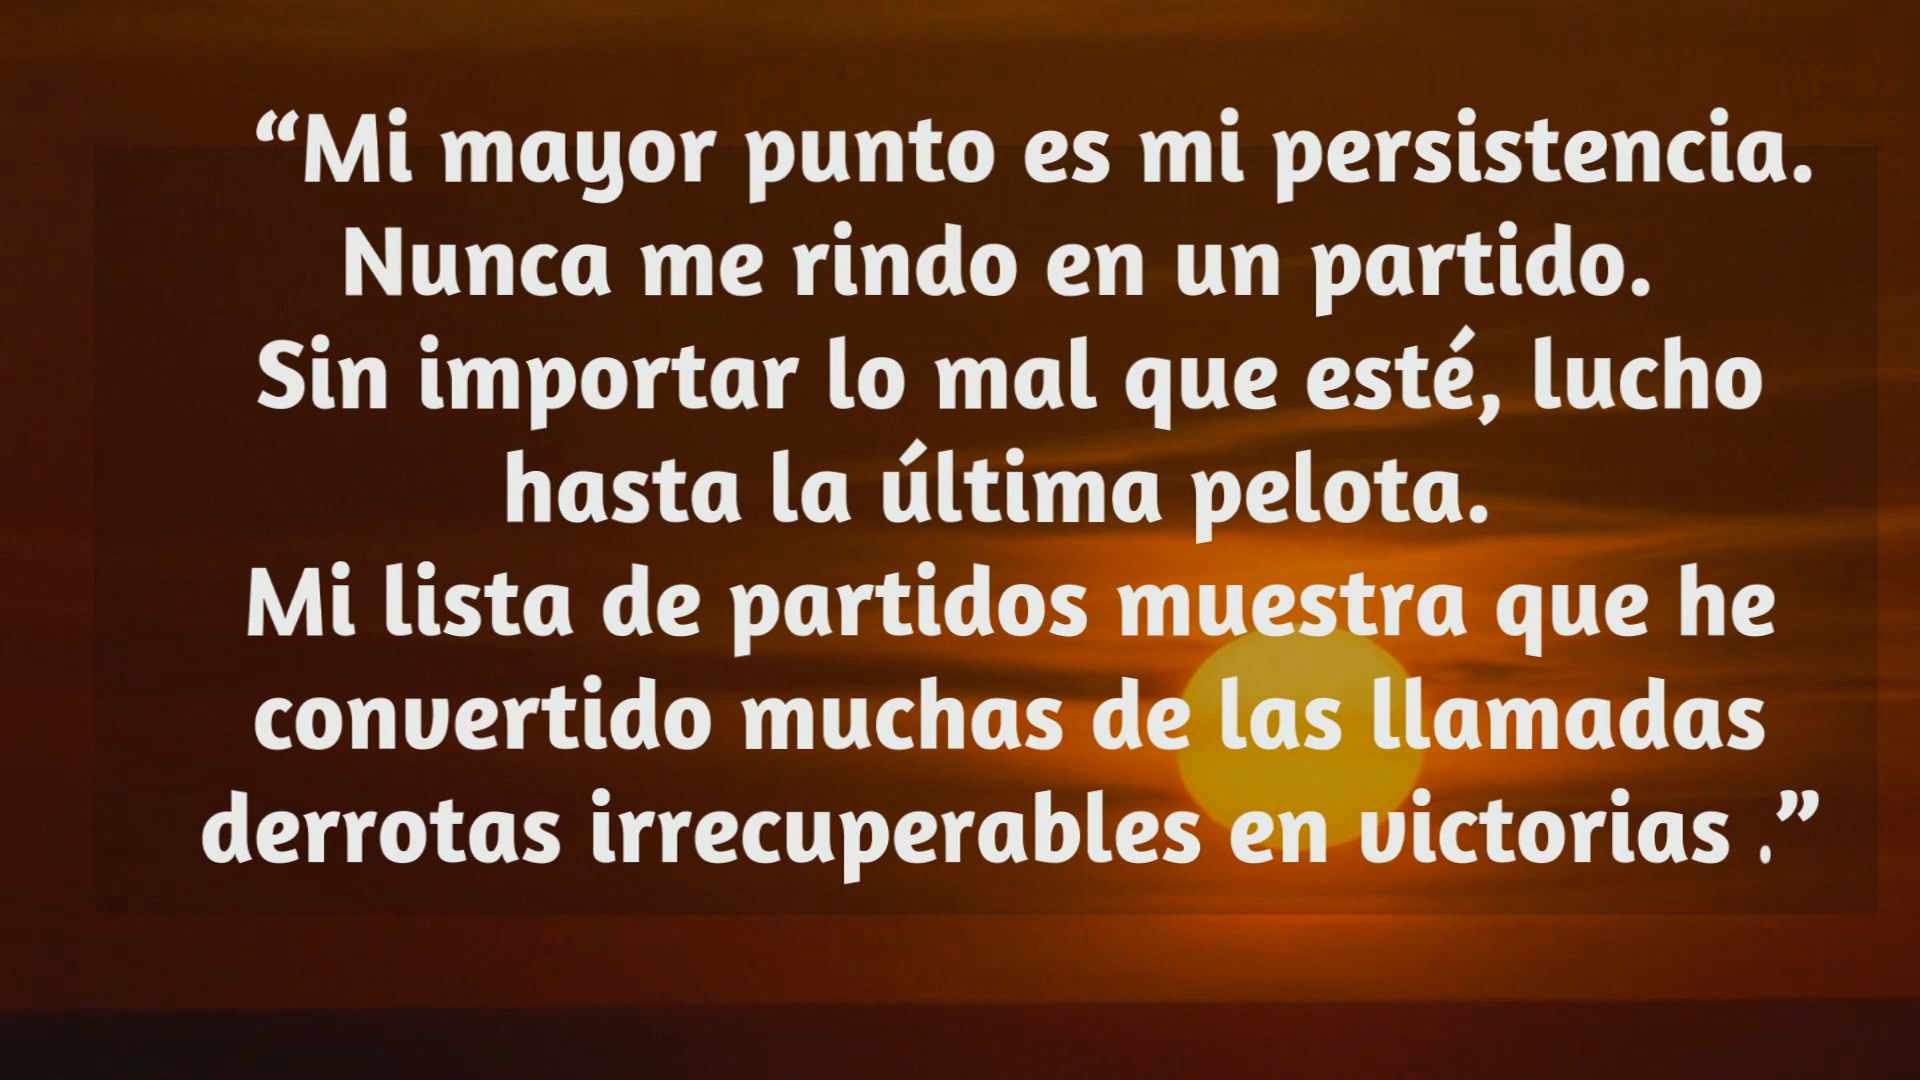 “Mi mayor punto es mi persistencia.
Nunca me rindo en un partido.
Sin importar lo mal que esté, lucho
hasta la última pelota.
Mi lista de partidos muestra que he
convertido muchas de las llamadas
derrotas irrecuperables en victorias .”